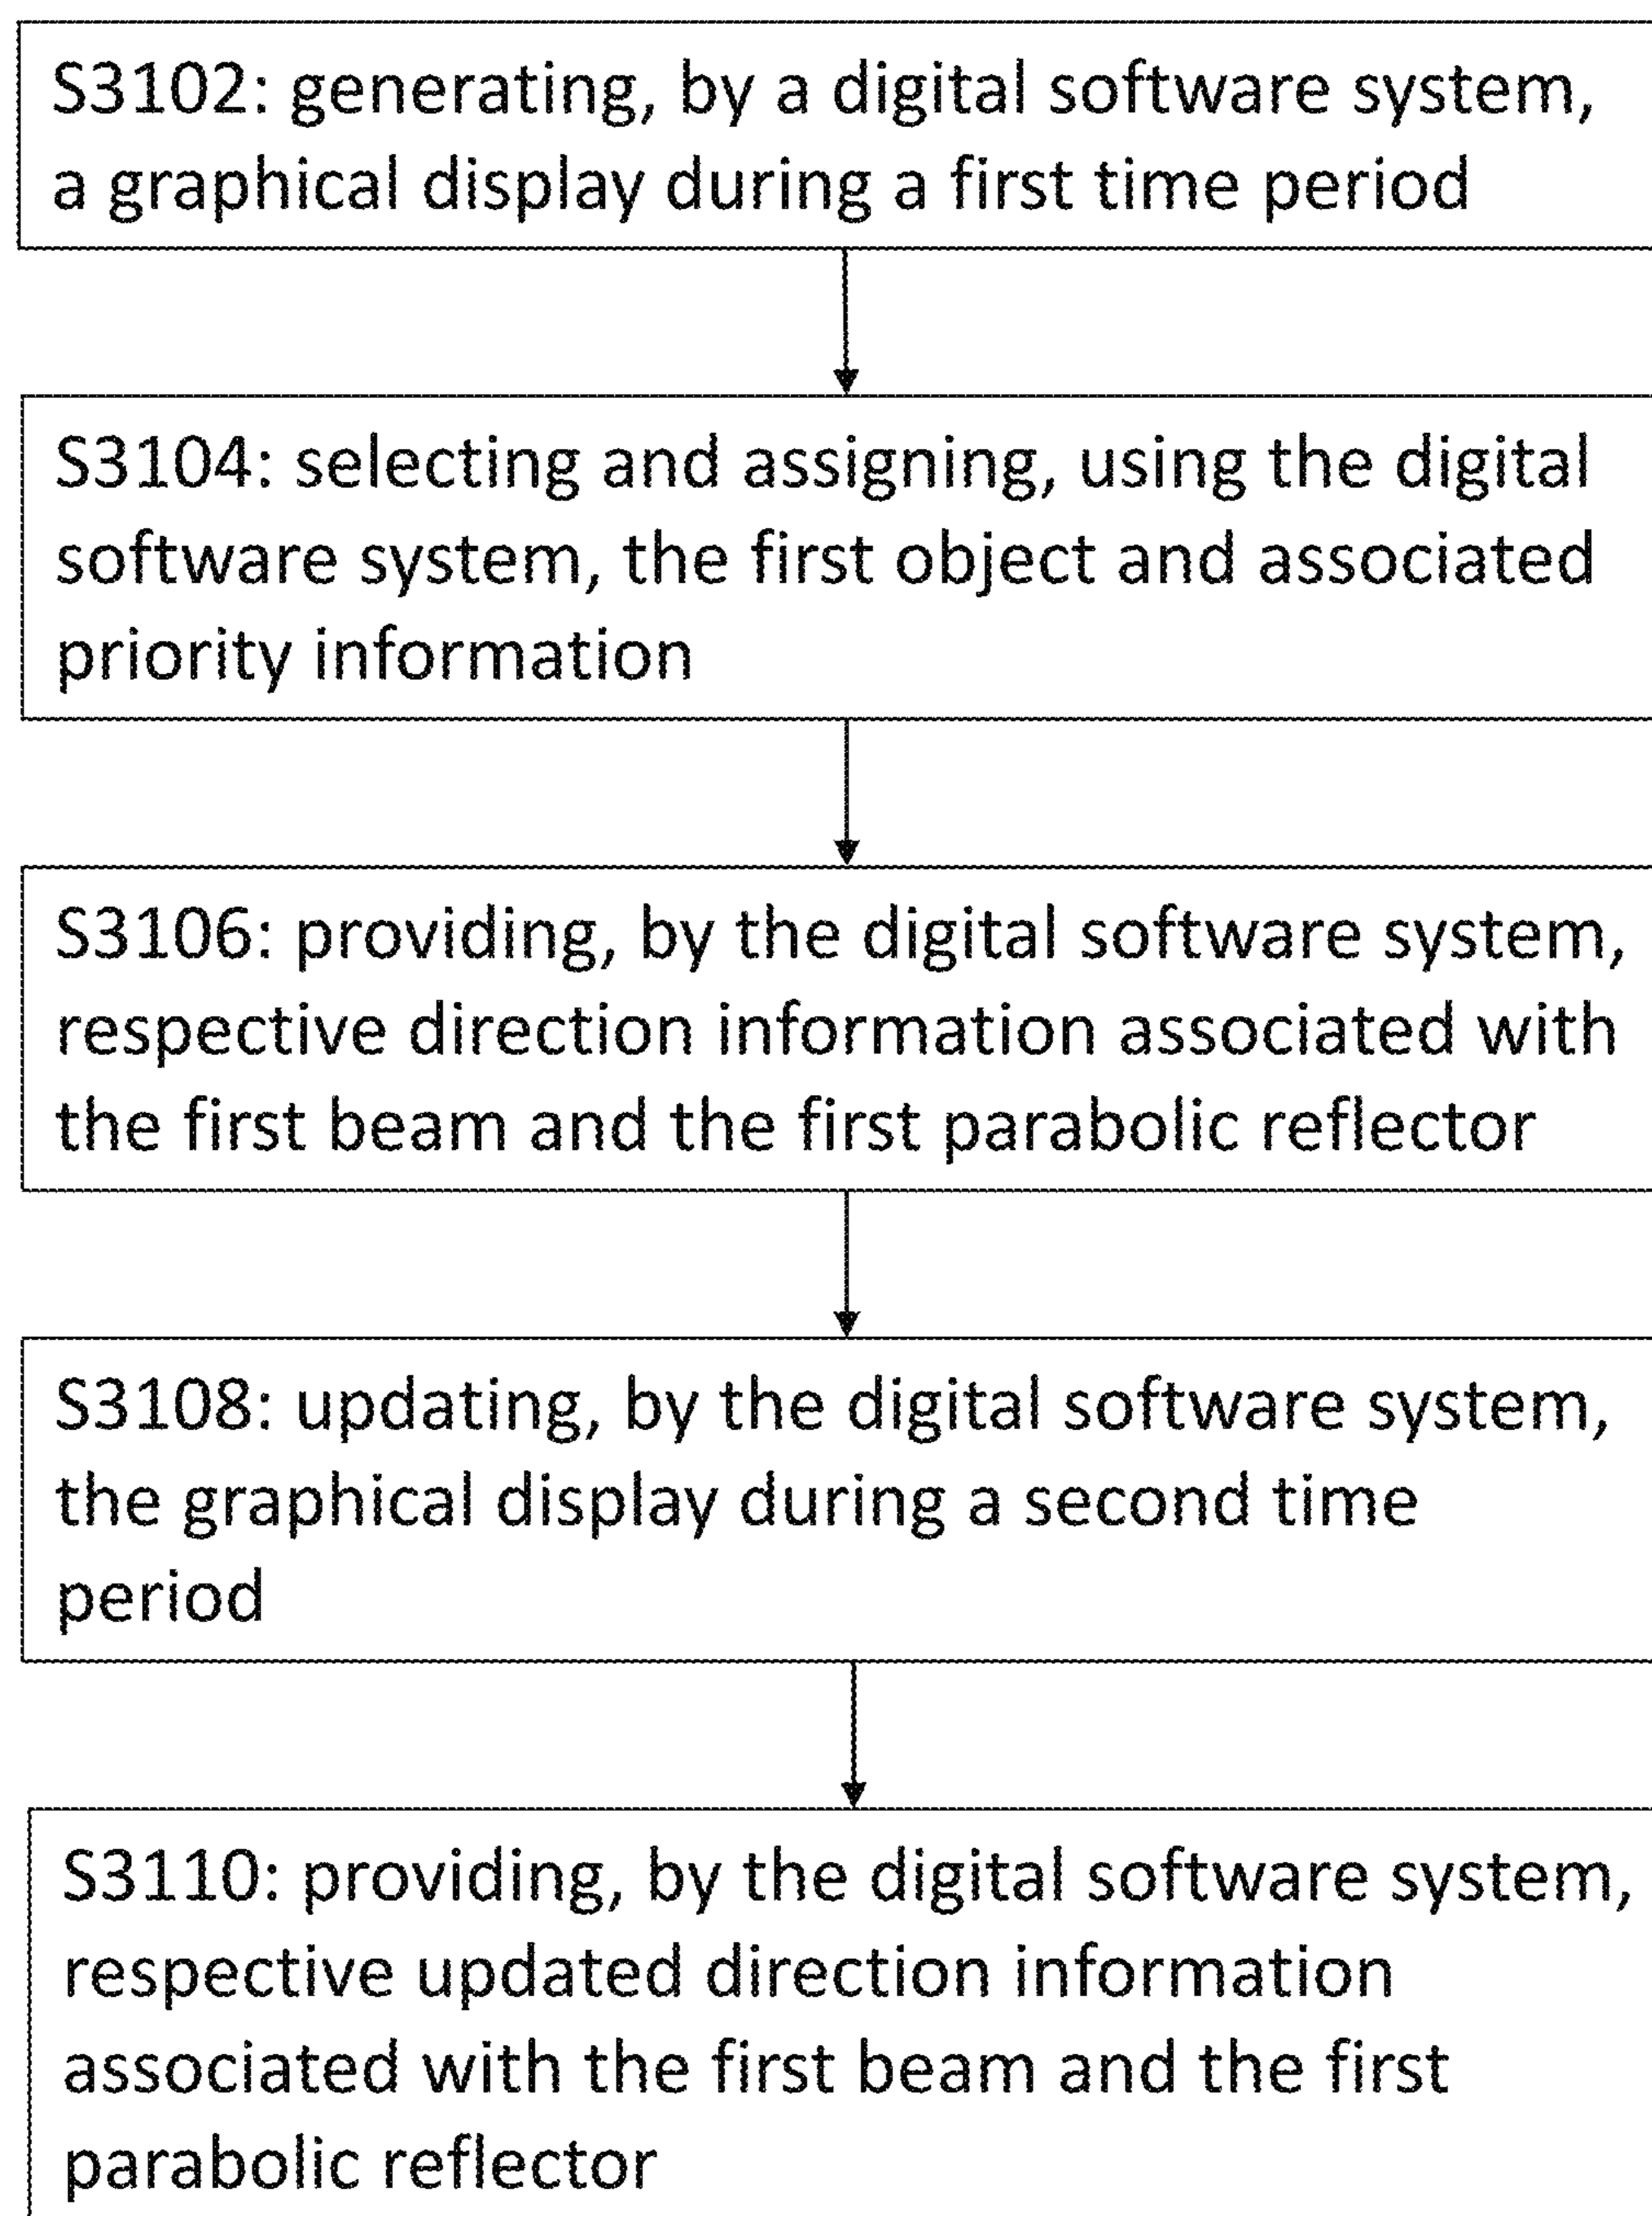 S3102: generating, by a digital software system,
a graphical display during a first time period
S3104: selecting and assigning, using the digital
software system, the first object and associated
priority information
S3106: providing, by the digital software system,
respective direction information associated with
the first beam and the first parabolic reflector
S3108: updating, by the digital software system,
the graphical display during a second time
period
S3110: providing, by the digital software system,
respective updated direction information
associated with the first beam and the first
parabolic reflector